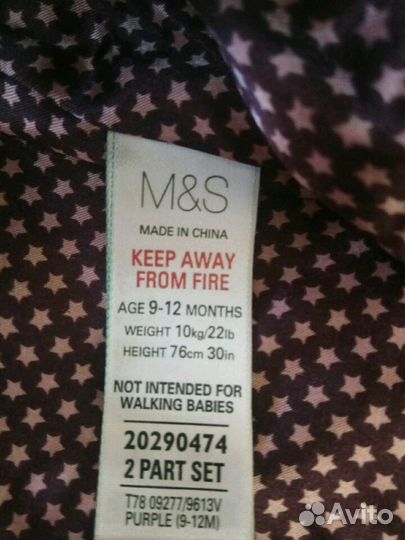 M&S
MADE IN CHINA
KEEP AWAY
FROM FIRE
AGE 9-12 MONTHS
WEIGHT 10kg/22lb
HEIGHT 76cm 30in
NOT INTENDED FOR
WALKING BABIES
20290474
2 PART SET
T78 09277/9613V
PURPLE (9-12M)
Avito